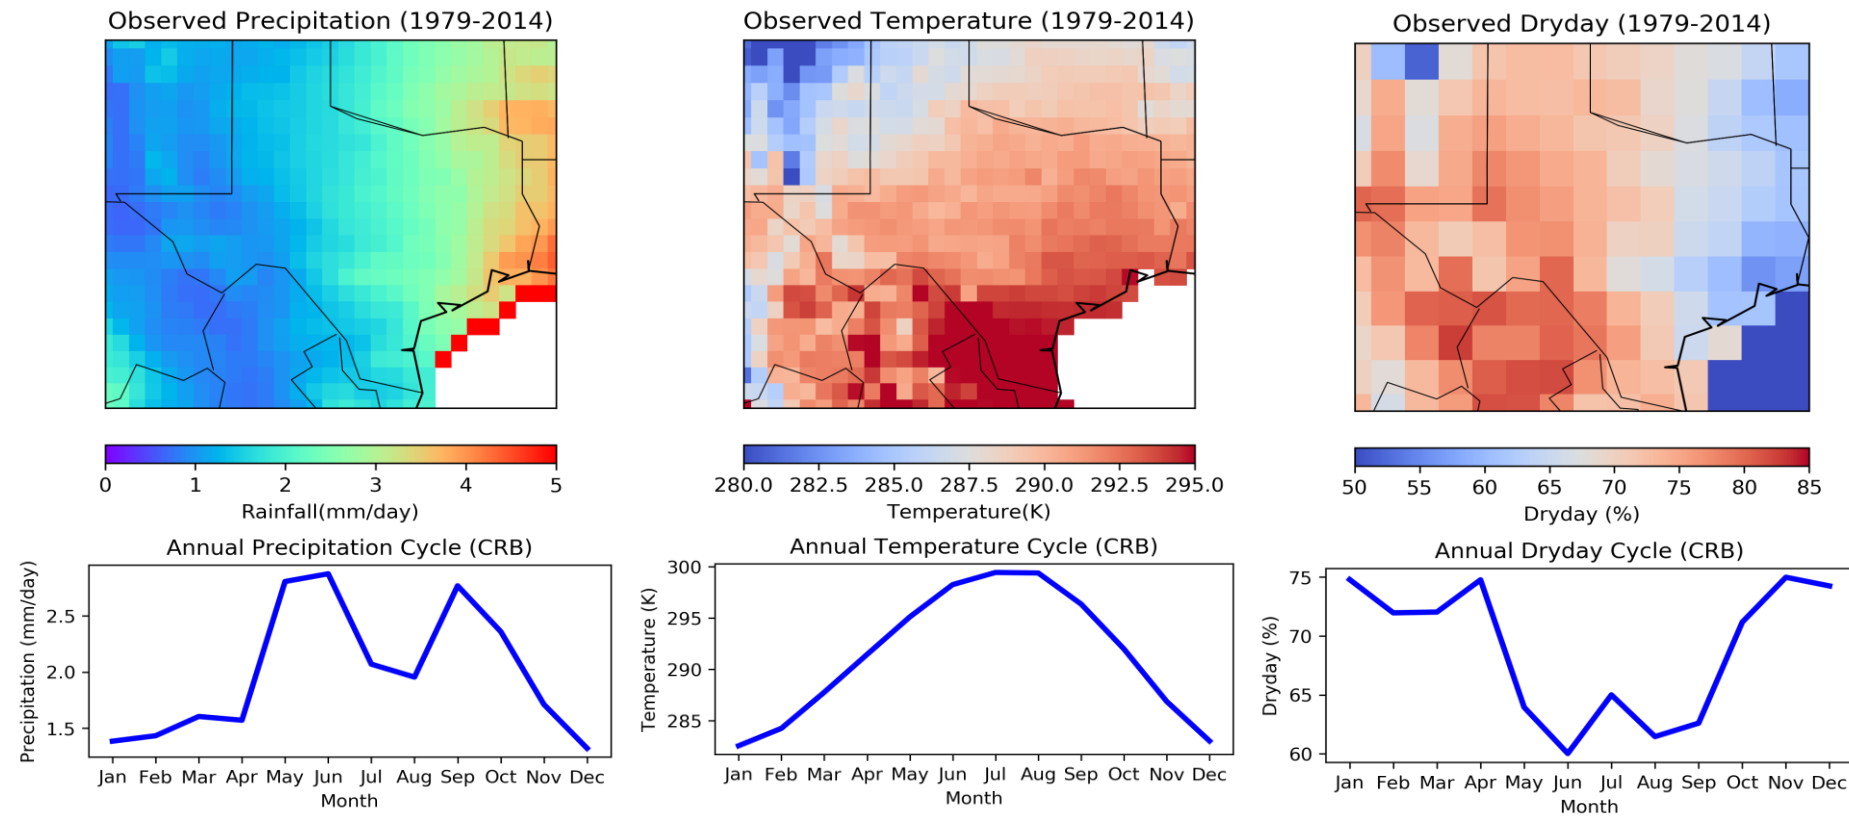 Observed Precipitation (1979-2014)
Observed Temperature (1979-2014)
Observed Dryday (1979-2014)
0 1 2 3 4 5
Rainfall(mm/day)
280.0 282.5 285.0 287.5 290.0 292.5 295.0
Temperature(K)
50 55 60 65 70 75 80 85
Dryday (%)
Annual Precipitation Cycle (CRB)
Precipitation (mm/day)
2.5
2.0
1.5
Jan Feb Mar Apr May Jun Jul Aug Sep Oct Nov Dec
Month
Annual Temperature Cycle (CRB)
Temperature (K)
300
295
290
285
Jan Feb Mar Apr May Jun Jul Aug Sep Oct Nov Dec
Month
Annual Dryday Cycle (CRB)
Dryday (%)
75
70
65
60
Jan Feb Mar Apr May Jun Jul Aug Sep Oct Nov Dec
Month